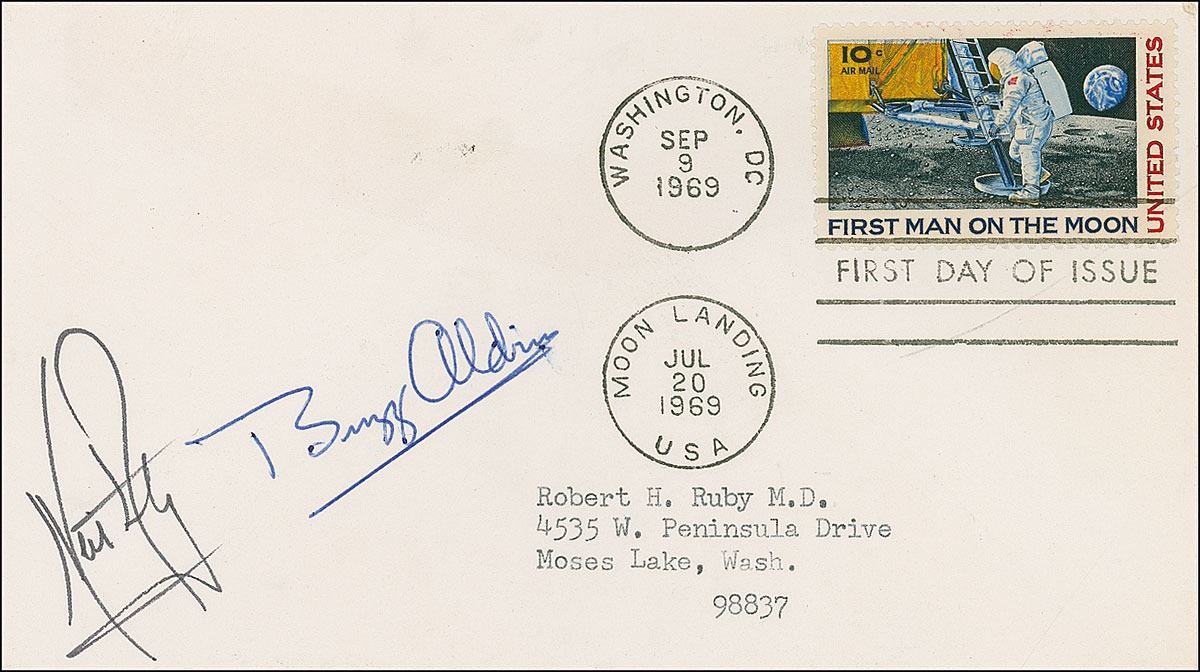 10c
AIR MAIL
UNITED STATES
FIRST MAN ON THE MOON
FIRST DAY OF ISSUE
WASHINGTON, DC
SEP
9
1969
MOON LANDING
JUL
20
1969
USA
Buzz Aldrin
Robert H. Ruby M.D.
4535 W. Peninsula Drive
Moses Lake, Wash.
98837